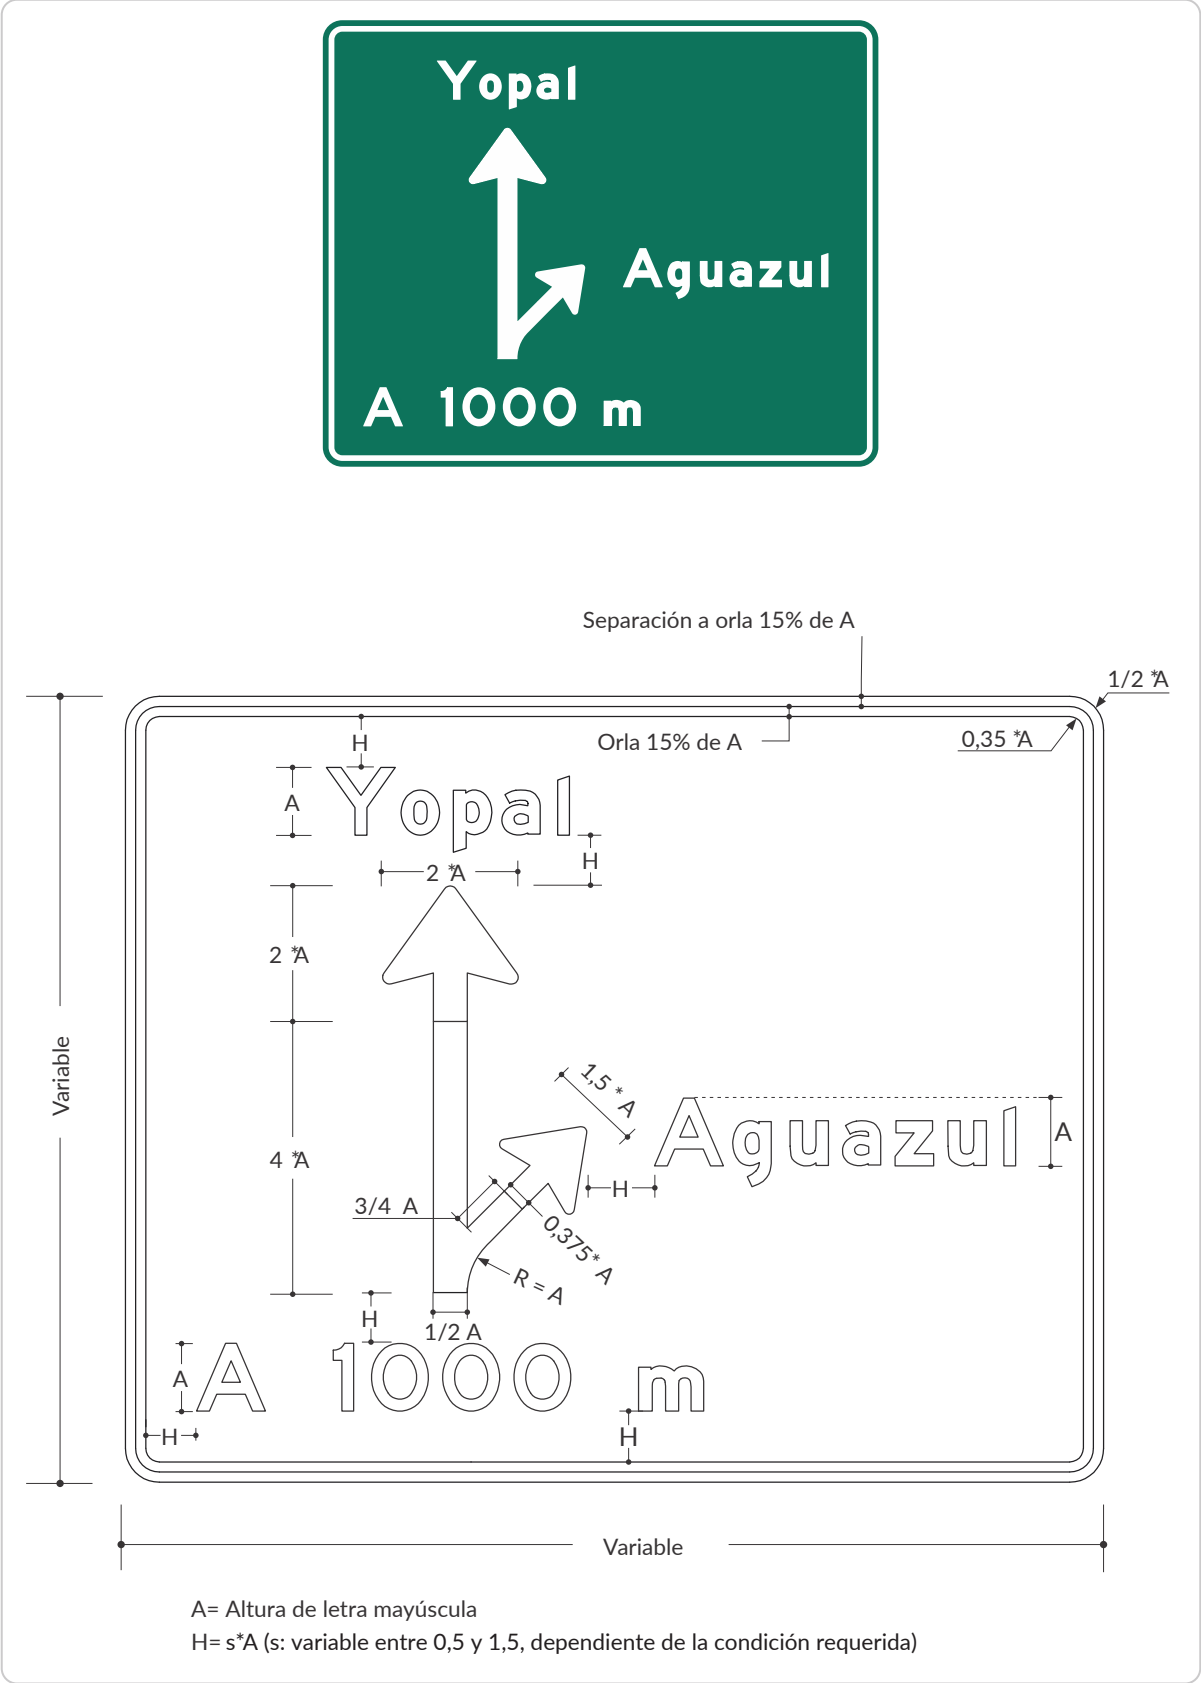 Yopal
Aguazul
A 1000 m
Separación a orla 15% de A
1/2 *A
Orla 15% de A
0,35 *A
H
A
Yopal
H
2 *A
2 *A
Variable
4 *A
1,5 * A
Aguazul
A
H
3/4 A
0,375* A
R = A
H
1/2 A
A
A 1000 m
H
H
Variable
A= Altura de letra mayúscula
H= s*A (s: variable entre 0,5 y 1,5, dependiente de la condición requerida)